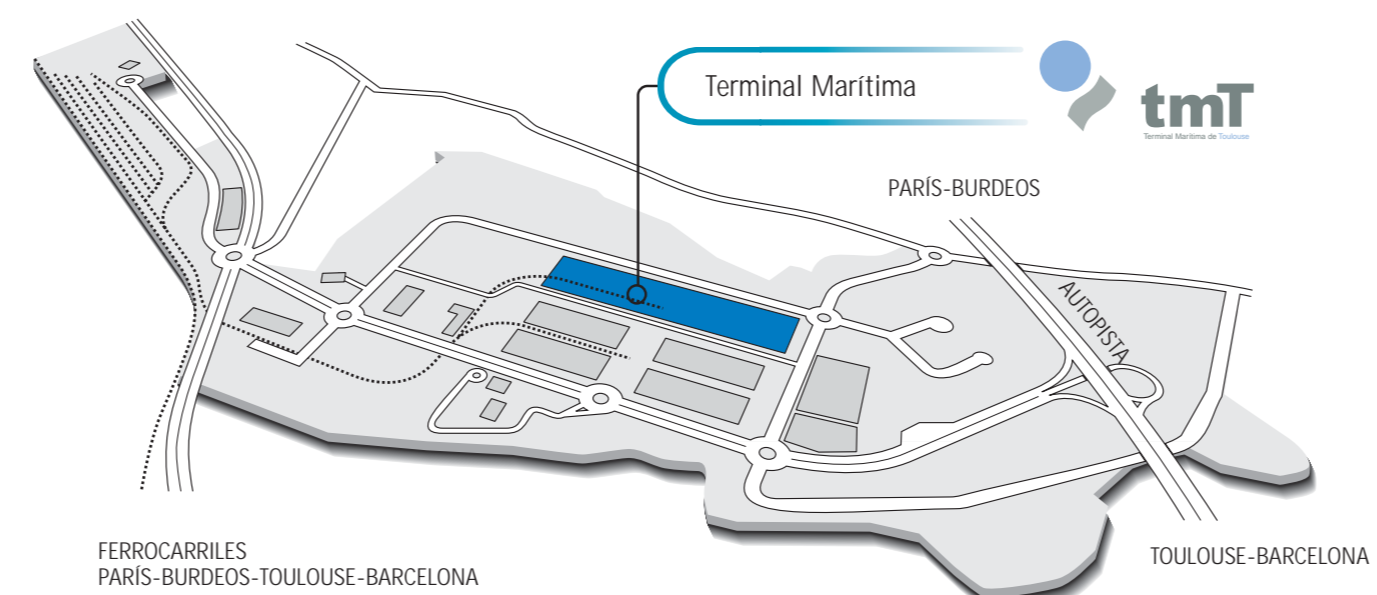 Terminal Marítima
tmT
Terminal Marítima de Toulouse
PARÍS-BURDEOS
AUTOPISTA
FERROCARRILES
PARÍS-BURDEOS-TOULOUSE-BARCELONA
TOULOUSE-BARCELONA